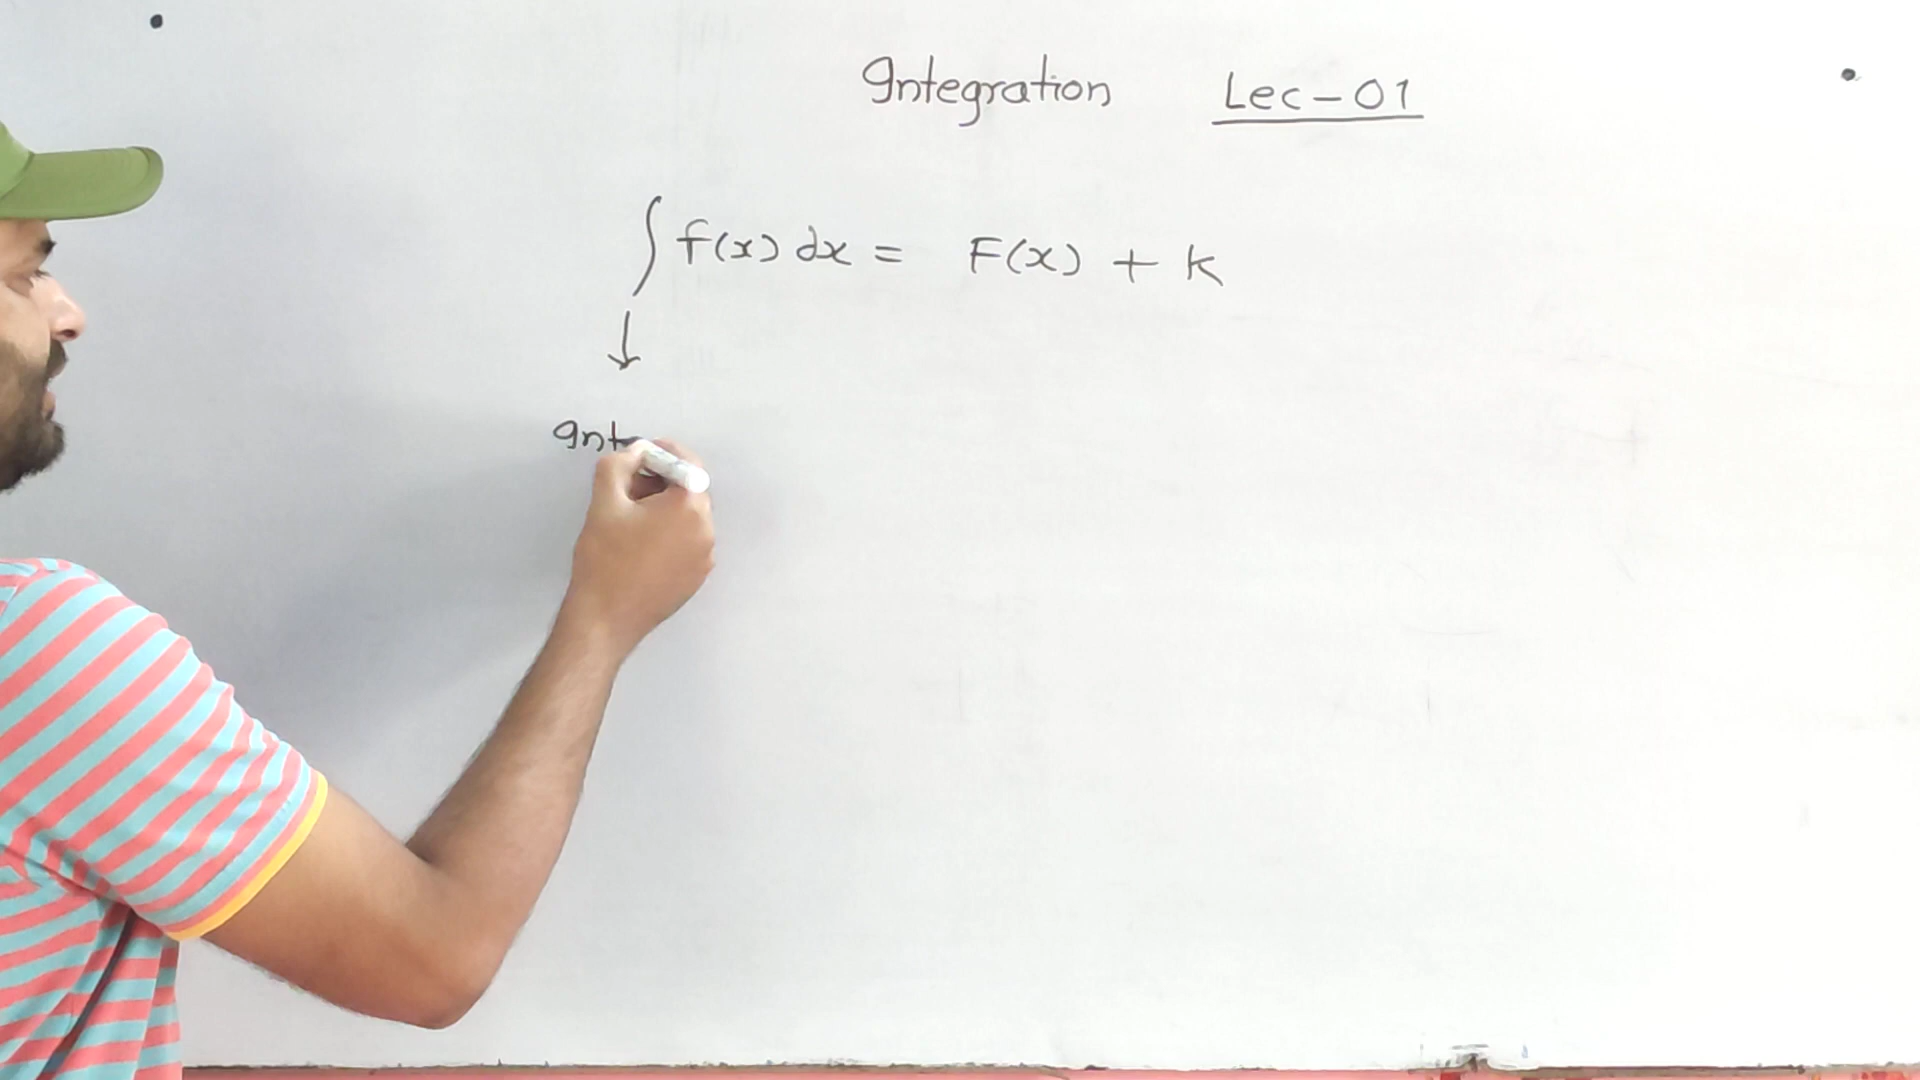 Integration Lec-01
∫ f(x) dx = F(x) + k
↓
Int